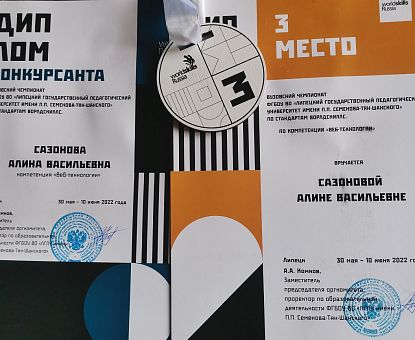 ДИП
ЛОМ
ОНКУРСАНТА
ВУЗОВСКИЙ ЧЕМПИОНАТ
ФГБОУ ВО «ЛИПЕЦКИЙ ГОСУДАРСТВЕННЫЙ ПЕДАГОГИЧЕСКИЙ
УНИВЕРСИТЕТ ИМЕНИ П.П. СЕМЕНОВА-ТЯН-ШАНСКОГО»
СТАНДАРТАМ ВОРЛДСКИЛЛС.
САЗОНОВА
АЛИНА ВАСИЛЬЕВНА
компетенция «Веб-технологии»
30 мая - 10 июня 2022 года
worldskills
Russia
3
3
МЕСТО
worldskills
Russia
ВУЗОВСКИЙ ЧЕМПИОНАТ
ФГБОУ ВО «ЛИПЕЦКИЙ ГОСУДАРСТВЕННЫЙ ПЕДАГОГИЧЕСКИЙ
УНИВЕРСИТЕТ ИМЕНИ П.П. СЕМЕНОВА-ТЯН-ШАНСКОГО»
ПО СТАНДАРТАМ ВОРЛДСКИЛЛС.
ПО КОМПЕТЕНЦИИ «ВЕБ-ТЕХНОЛОГИИ»
ВРУЧАЕТСЯ
САЗОНОВОЙ
АЛИНЕ ВАСИЛЬЕВНЕ
Липецк 30 мая - 10 июня 2022
А.А. Комков,
Заместитель
председателя оргкомитета,
проректор по образовательной
деятельности ФГБОУ ВО «ЛГПУ имени
П.П. Семенова-Тян-Шанского»